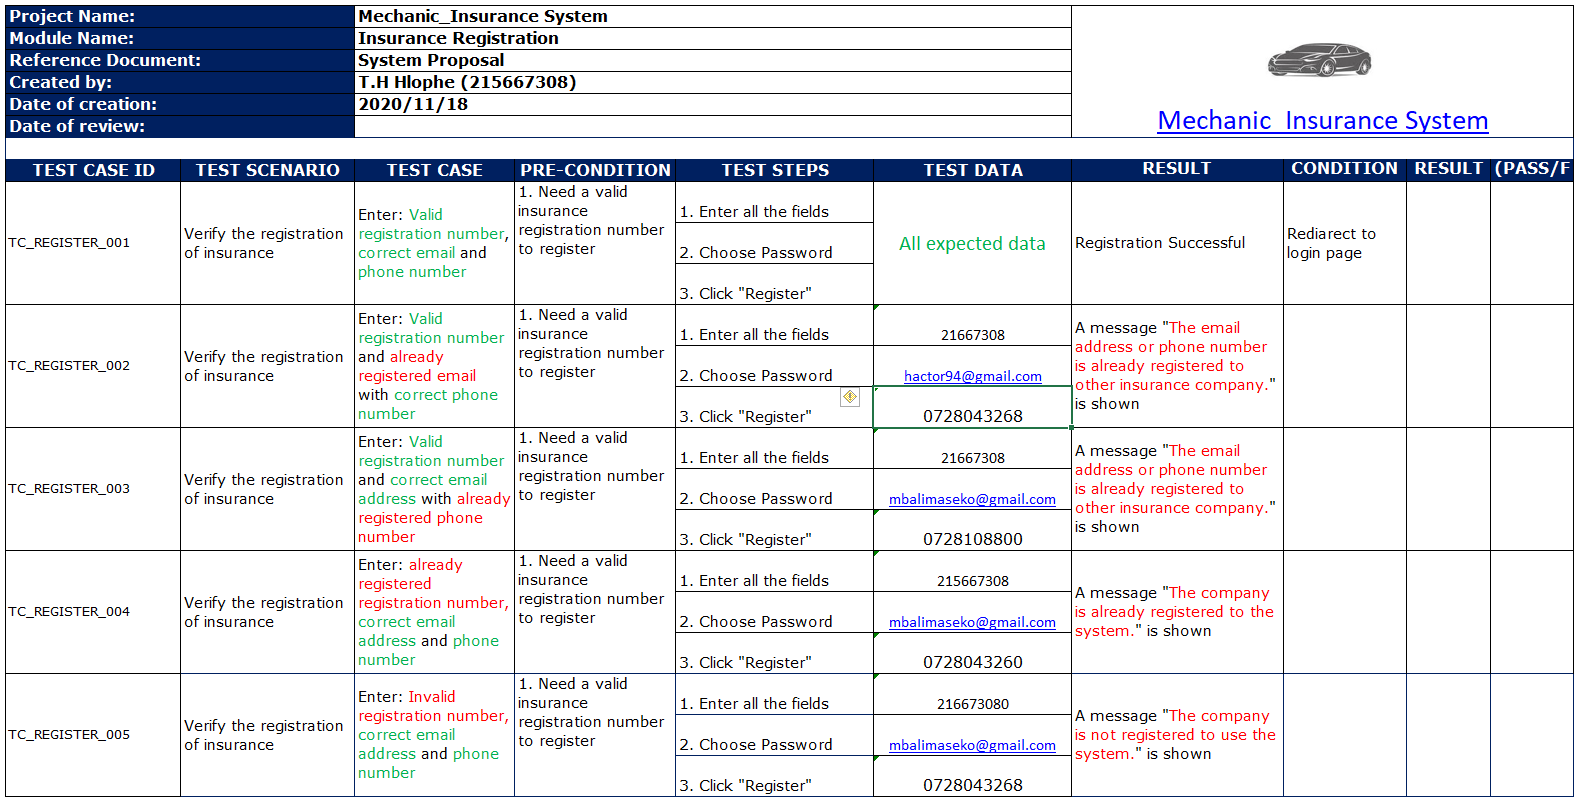 Project Name: Mechanic_Insurance System
Module Name: Insurance Registration
Reference Document: System Proposal
Created by: T.H Hlophe (215667308)
Date of creation: 2020/11/18
Date of review:
Mechanic Insurance System
TEST CASE ID TEST SCENARIO TEST CASE PRE-CONDITION TEST STEPS TEST DATA RESULT CONDITION RESULT (PASS/F
TC_REGISTER_001
Verify the registration
of insurance
Enter: Valid
registration number,
correct email and
phone number
1. Need a valid
insurance
registration number
to register
1. Enter all the fields
2. Choose Password
3. Click "Register"
All expected data
Registration Successful
Rediarect to
login page
TC_REGISTER_002
Verify the registration
of insurance
Enter: Valid
registration number
and already
registered email
with correct phone
number
1. Need a valid
insurance
registration number
to register
1. Enter all the fields
2. Choose Password
3. Click "Register"
21667308
hactor94@gmail.com
0728043268
A message "The email
address or phone number
is already registered to
other insurance company."
is shown
TC_REGISTER_003
Verify the registration
of insurance
Enter: Valid
registration number
and correct email
address with already
registered phone
number
1. Need a valid
insurance
registration number
to register
1. Enter all the fields
2. Choose Password
3. Click "Register"
21667308
mbalimaseko@gmail.com
0728108800
A message "The email
address or phone number
is already registered to
other insurance company."
is shown
TC_REGISTER_004
Verify the registration
of insurance
Enter: already
registered
registration number,
correct email
address and phone
number
1. Need a valid
insurance
registration number
to register
1. Enter all the fields
2. Choose Password
3. Click "Register"
215667308
mbalimaseko@gmail.com
0728043260
A message "The company
is already registered to the
system." is shown
TC_REGISTER_005
Verify the registration
of insurance
Enter: Invalid
registration number,
correct email
address and phone
number
1. Need a valid
insurance
registration number
to register
1. Enter all the fields
2. Choose Password
3. Click "Register"
216673080
mbalimaseko@gmail.com
0728043268
A message "The company
is not registered to use the
system." is shown